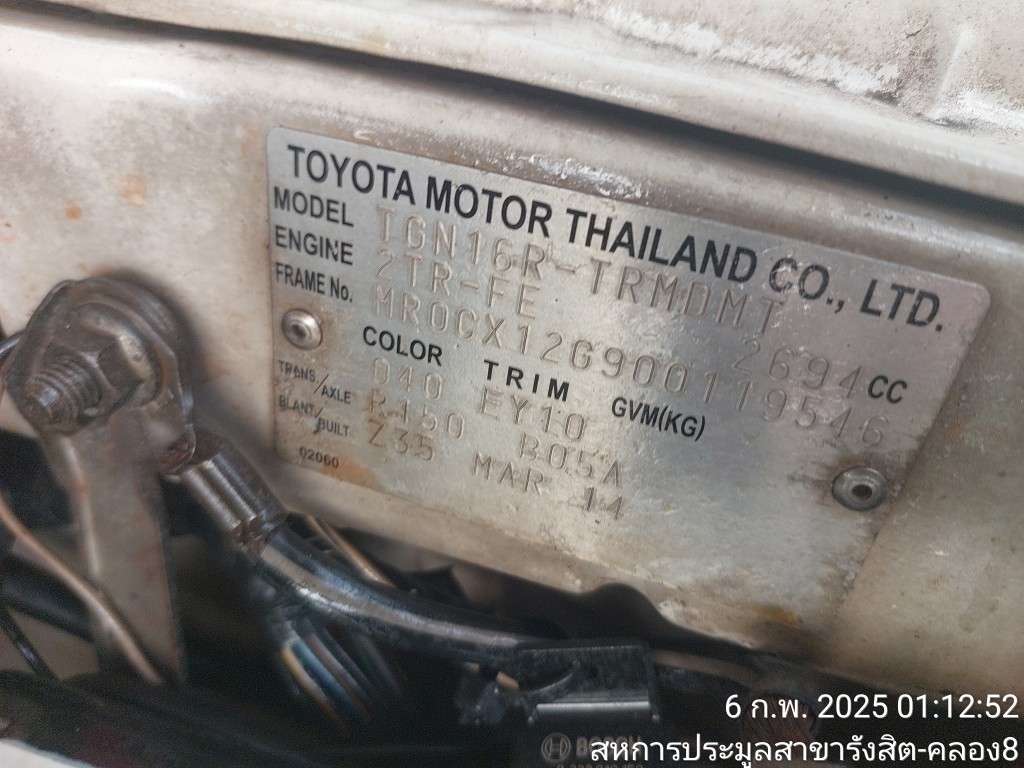 TOYOTA MOTOR THAILAND CO., LTD.
MODEL TGN16R-TRMDMT
ENGINE 2TR-FE 2694 CC
FRAME No. MR0CX12G900119546
COLOR TRIM GVM(KG)
040 EY10
TRANS./AXLE R150 B05A
PLANT/BUILT Z35 MAR 14
02060
BOSCH
6 ก.พ. 2025 01:12:52
สหการประมูลสาขารังสิต-คลอง8